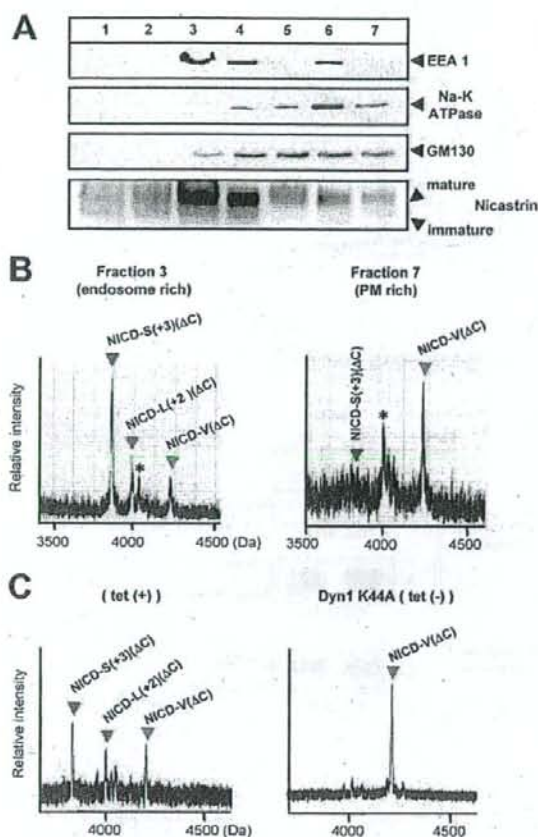 A
1 2 3 4 5 6 7
EEA 1
Na-K
ATPase
GM130
mature
Nicastrin
immature
B
Fraction 3
(endosome rich)
Fraction 7
(PM rich)
NICD-S(+3)(ΔC)
NICD-L(+2 )(ΔC)
*
NICD-V(ΔC)
Relative intensity
3500 4000 4500 (Da)
NICD-S(+3)(ΔC)
*
NICD-V(ΔC)
3500 4000 4500
C
( tet (+) )
Dyn1 K44A ( tet (-) )
NICD-S(+3)(ΔC)
NICD-L(+2)(ΔC)
NICD-V(ΔC)
Relative intensity
4000 4500 (Da)
NICD-V(ΔC)
4000 4500